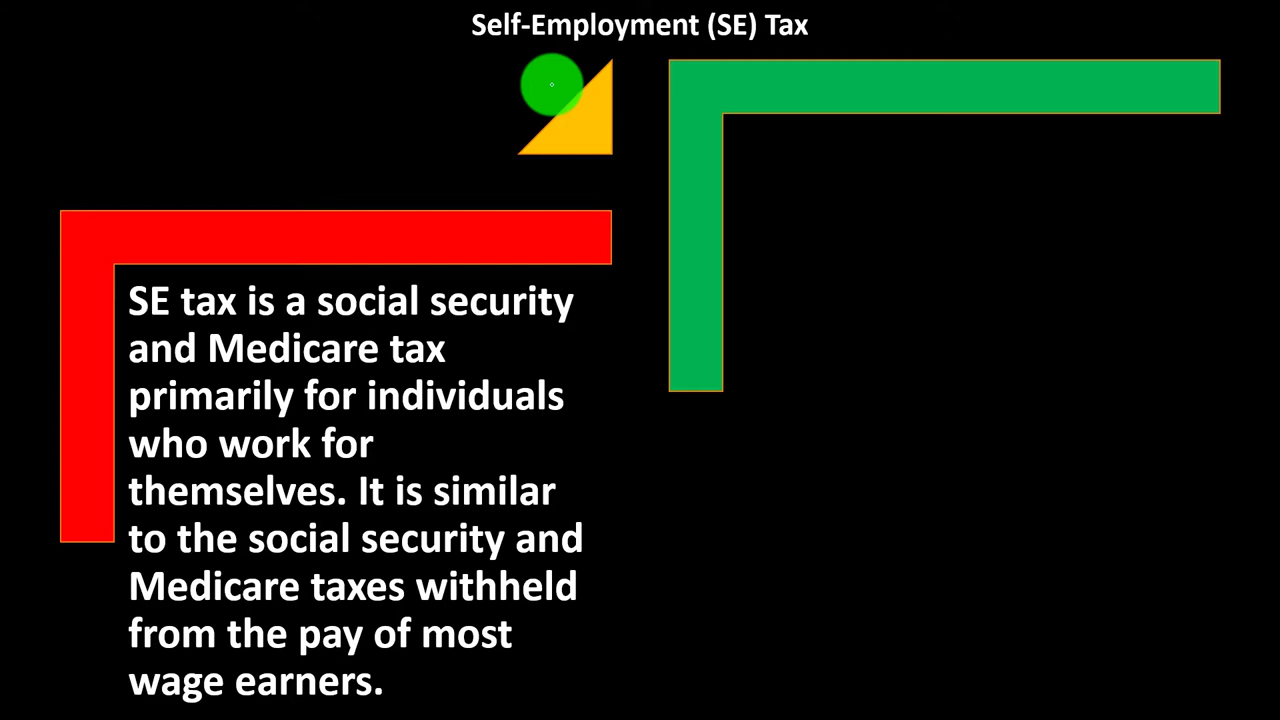 Self-Employment (SE) Tax
SE tax is a social security
and Medicare tax
primarily for individuals
who work for
themselves. It is similar
to the social security and
Medicare taxes withheld
from the pay of most
wage earners.